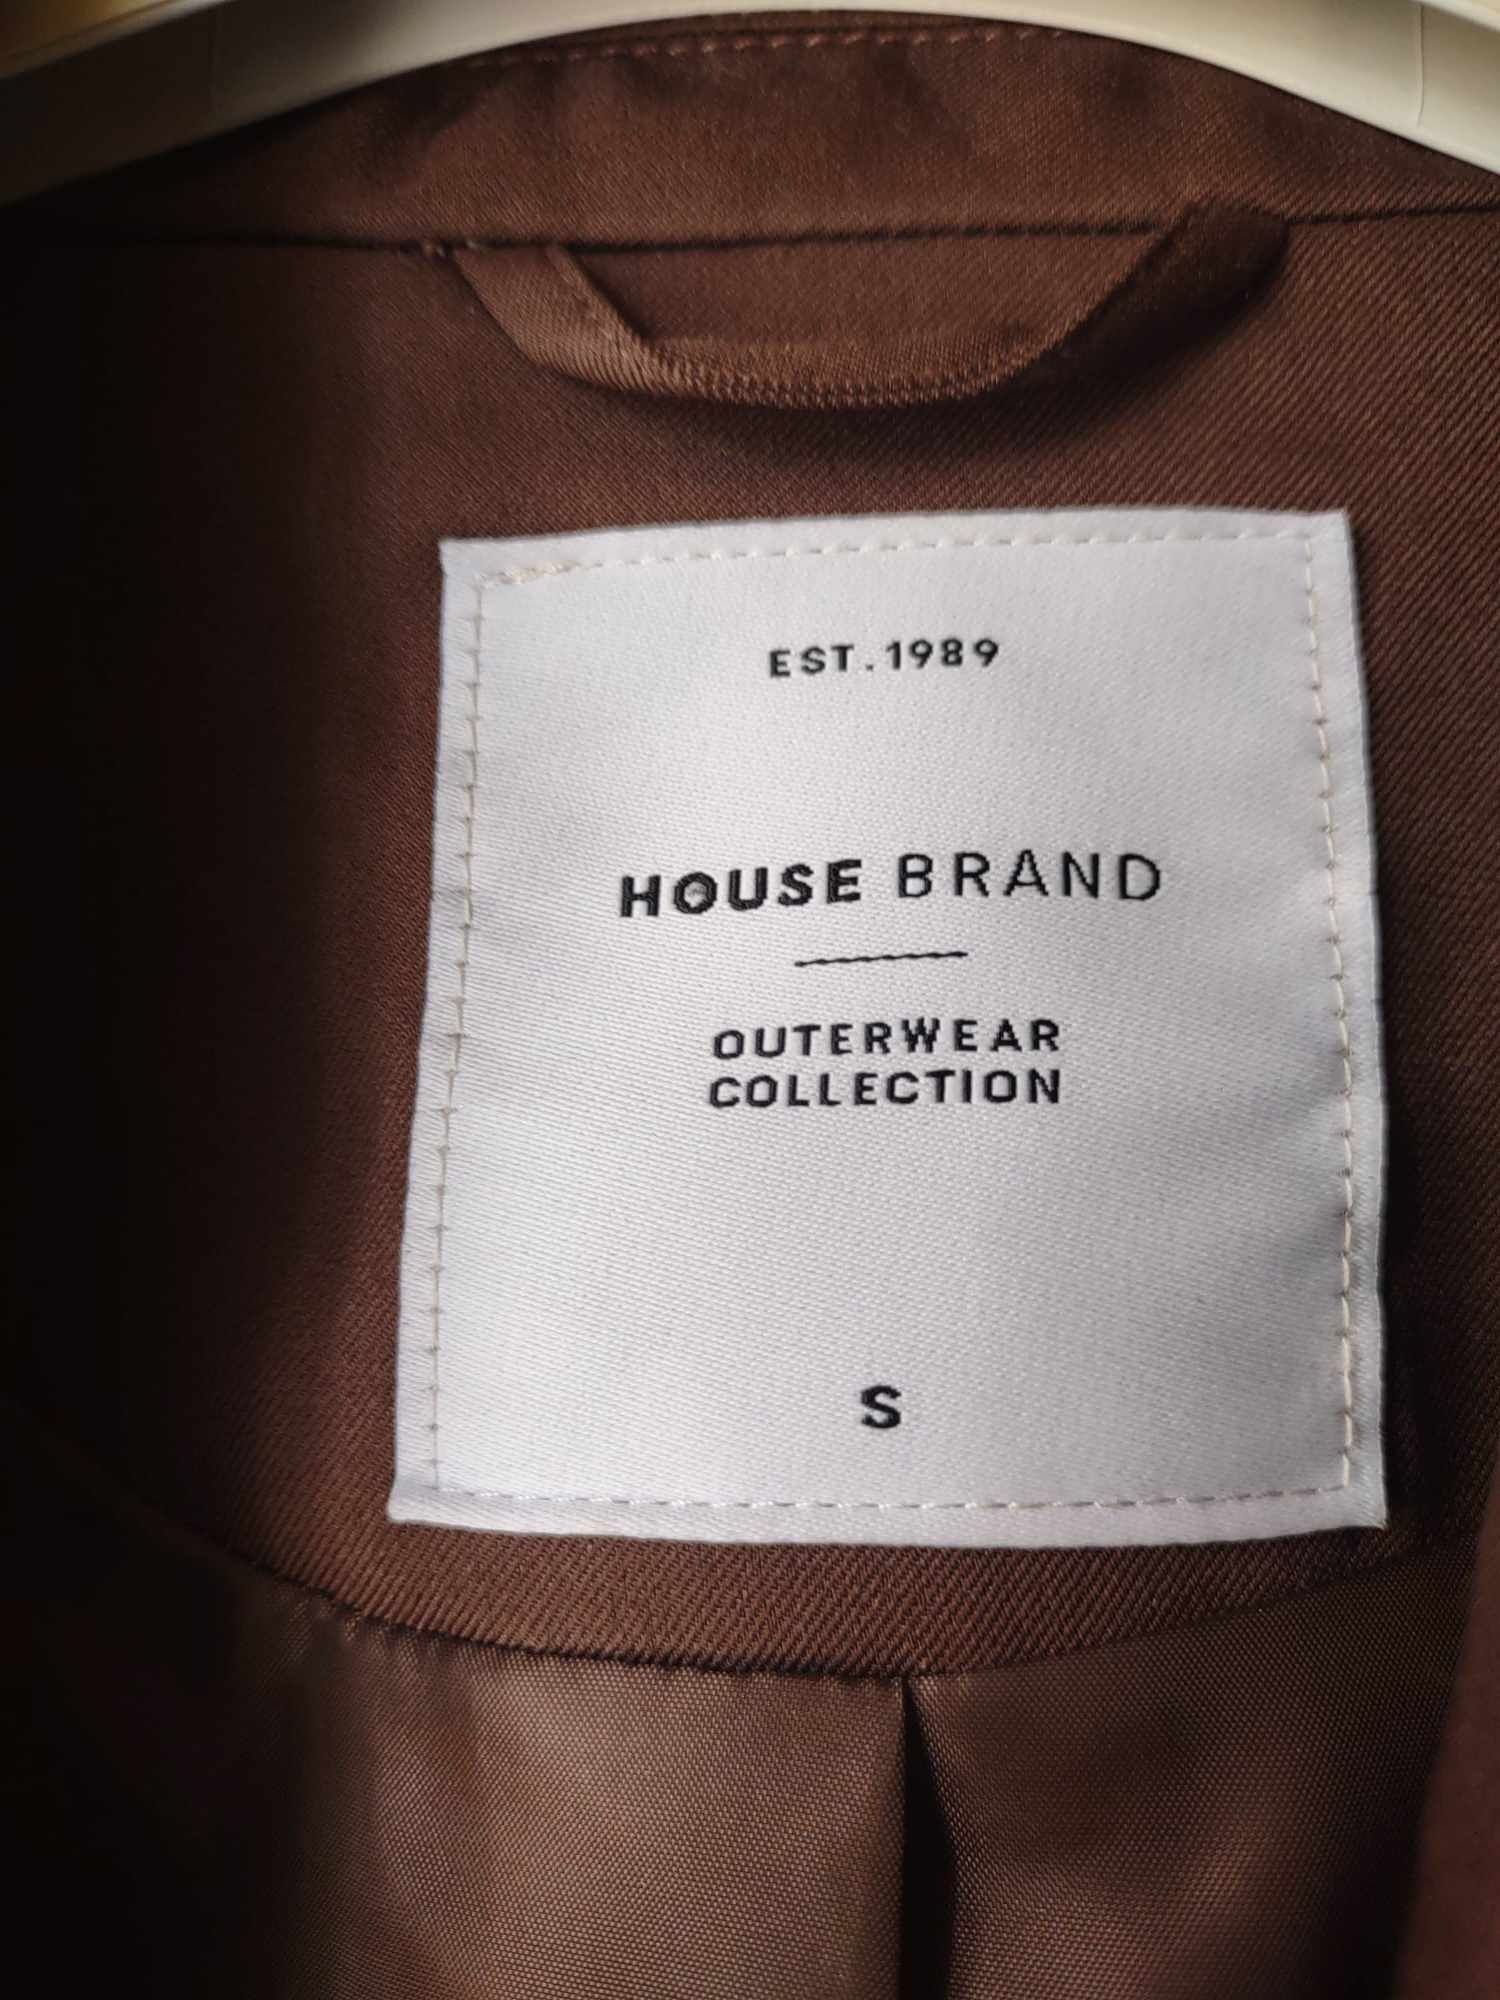 EST.1989
HOUSE BRAND
OUTERWEAR
COLLECTION
S